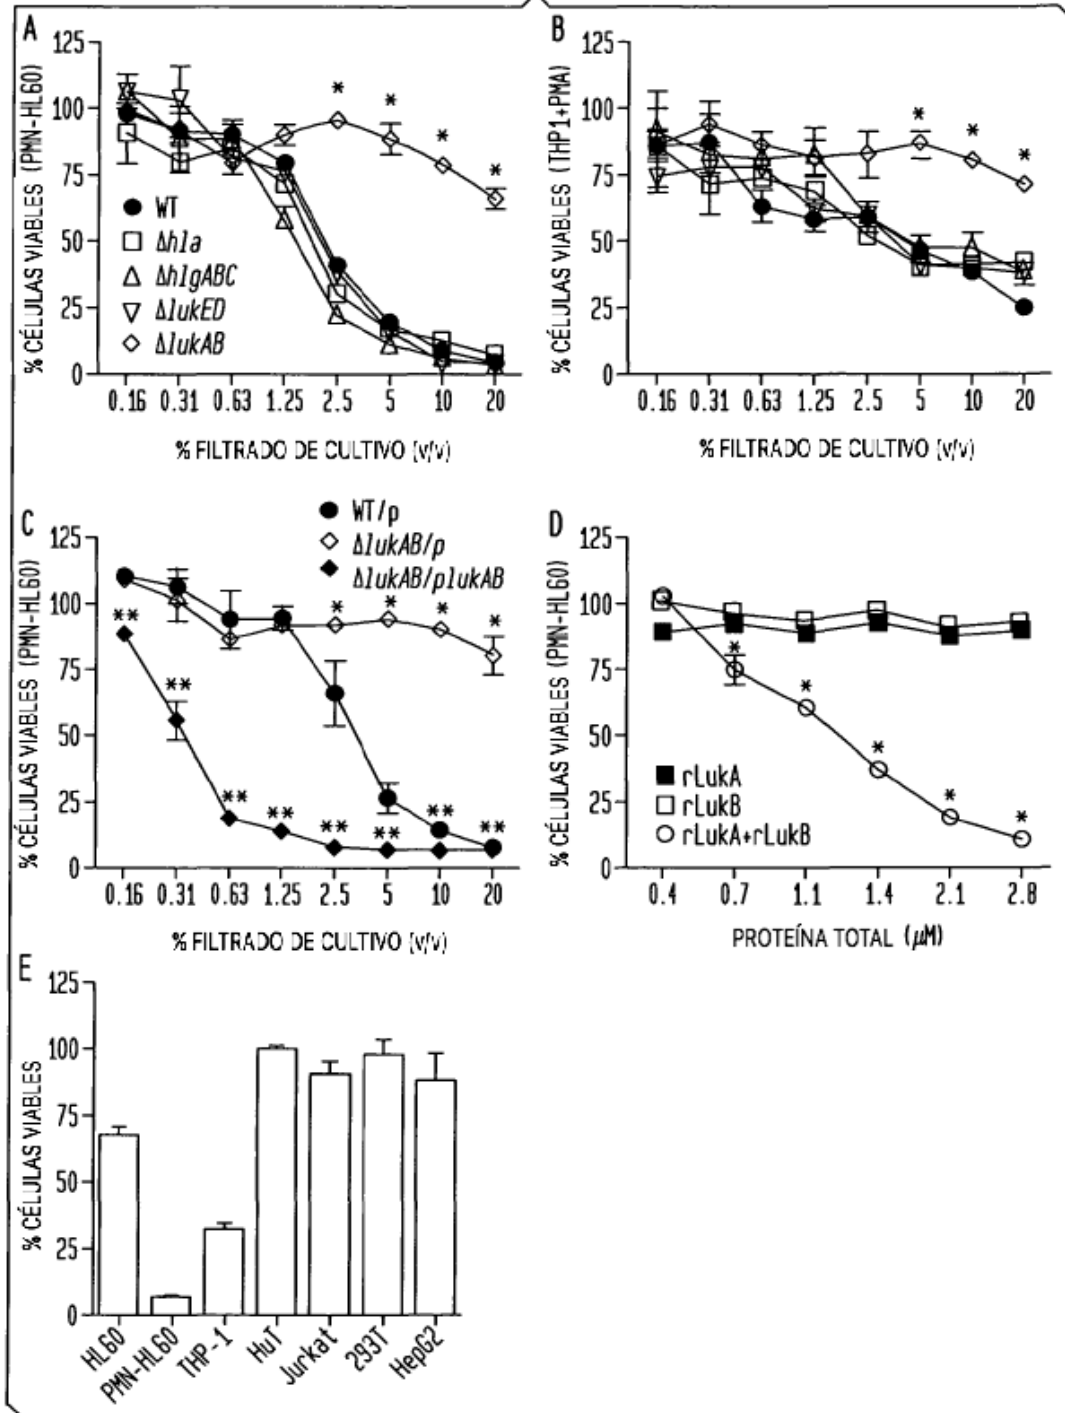 A
% CÉLULAS VIABLES (PMN-HL60)
125
100
75
50
25
0
WT
Δhla
ΔhlgABC
ΔlukED
ΔlukAB
* * * *
0.16 0.31 0.63 1.25 2.5 5 10 20
% FILTRADO DE CULTIVO (v/v)
B
% CÉLULAS VIABLES (THP1+PMA)
125
100
75
50
25
0
* * *
0.16 0.31 0.63 1.25 2.5 5 10 20
% FILTRADO DE CULTIVO (v/v)
C
WT/p
ΔlukAB/p
ΔlukAB/plukAB
% CÉLULAS VIABLES (PMN-HL60)
125
100
75
50
25
0
* * * *
** ** ** ** ** ** ** **
0.16 0.31 0.63 1.25 2.5 5 10 20
% FILTRADO DE CULTIVO (v/v)
D
% CÉLULAS VIABLES (PMN-HL60)
125
100
75
50
25
0
* * * * *
rLukA
rLukB
rLukA+rLukB
0.4 0.7 1.1 1.4 2.1 2.8
PROTEÍNA TOTAL (μM)
E
% CÉLULAS VIABLES
125
100
75
50
25
0
HL60
PMN-HL60
THP-1
HuT
Jurkat
293T
HepG2